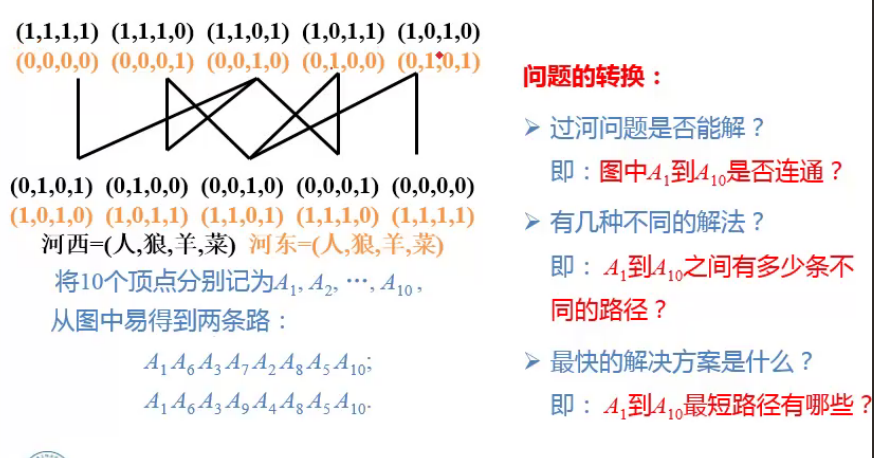 (1,1,1,1) (1,1,1,0) (1,1,0,1) (1,0,1,1) (1,0,1,0)
(0,0,0,0) (0,0,0,1) (0,0,1,0) (0,1,0,0) (0,1,0,1)
(0,1,0,1) (0,1,0,0) (0,0,1,0) (0,0,0,1) (0,0,0,0)
(1,0,1,0) (1,0,1,1) (1,1,0,1) (1,1,1,0) (1,1,1,1)
河西=(人,狼,羊,菜) 河东=(人,狼,羊,菜)
将10个顶点分别记为A₁, A₂, ⋯, A₁₀ ,
从图中易得到两条路：
A₁A₆A₃A₇A₂A₈A₅A₁₀;
A₁A₆A₃A₉A₄A₈A₅A₁₀.
问题的转换：
➢ 过河问题是否能解？
即：图中A₁到A₁₀是否连通？
➢ 有几种不同的解法？
即： A₁到A₁₀之间有多少条不
同的路径？
➢ 最快的解决方案是什么？
即： A₁到A₁₀最短路径有哪些？